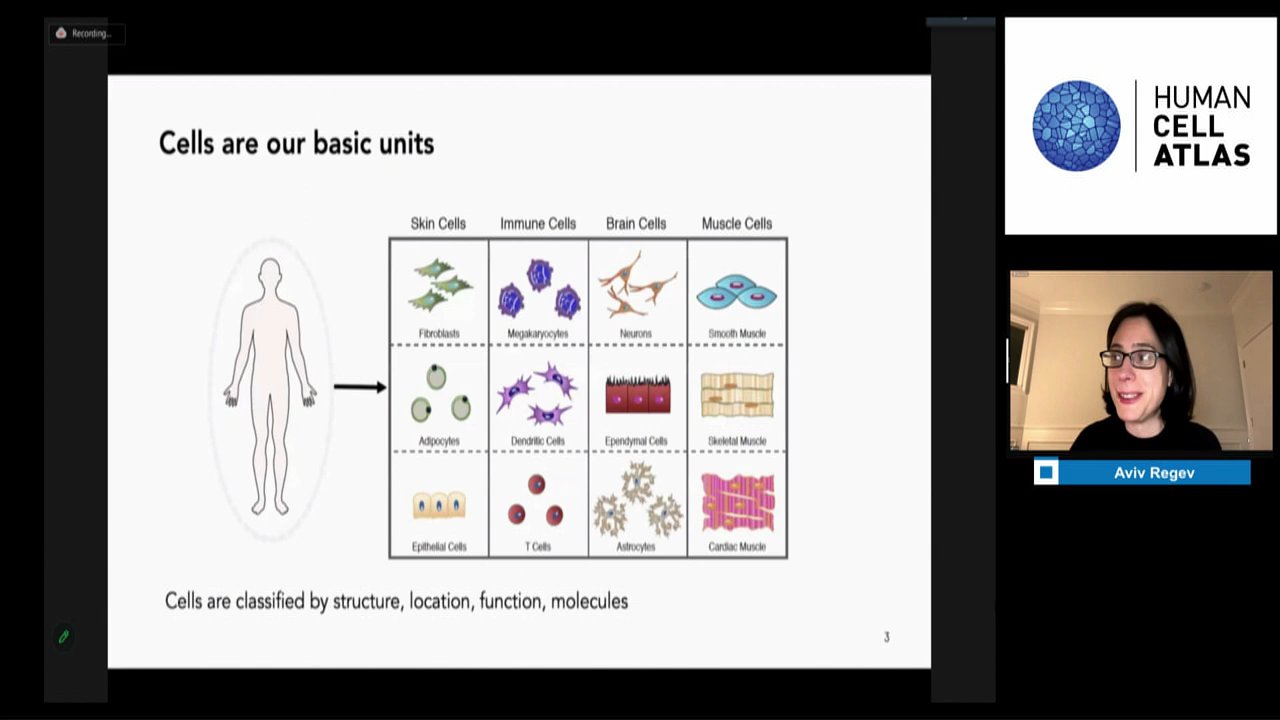 Recording...
Cells are our basic units
Skin Cells Immune Cells Brain Cells Muscle Cells
Fibroblasts Megakaryocytes Neurons Smooth Muscle
Adipocytes Dendritic Cells Ependymal Cells Skeletal Muscle
Epithelial Cells T Cells Astrocytes Cardiac Muscle
Cells are classified by structure, location, function, molecules
3
HUMAN
CELL
ATLAS
Aviv Regev